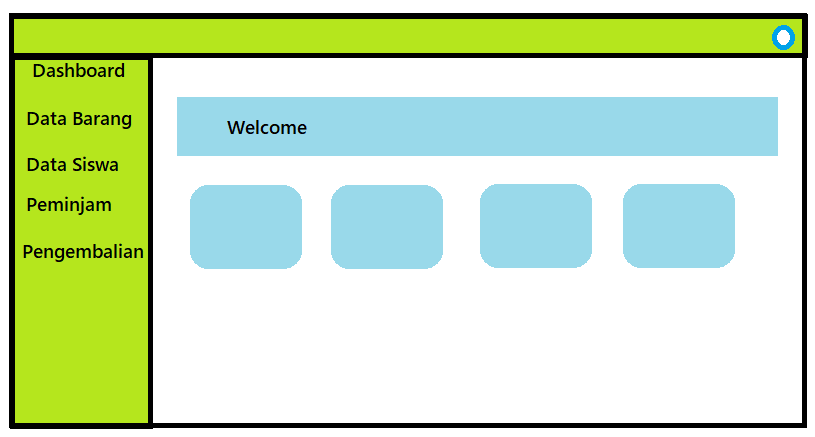 Dashboard
Data Barang
Data Siswa
Peminjam
Pengembalian
Welcome